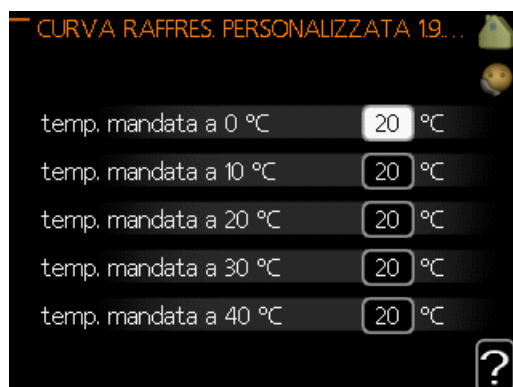 CURVA RAFFRES. PERSONALIZZATA 1.9....
temp. mandata a 0 °C 20 °C
temp. mandata a 10 °C 20 °C
temp. mandata a 20 °C 20 °C
temp. mandata a 30 °C 20 °C
temp. mandata a 40 °C 20 °C
?